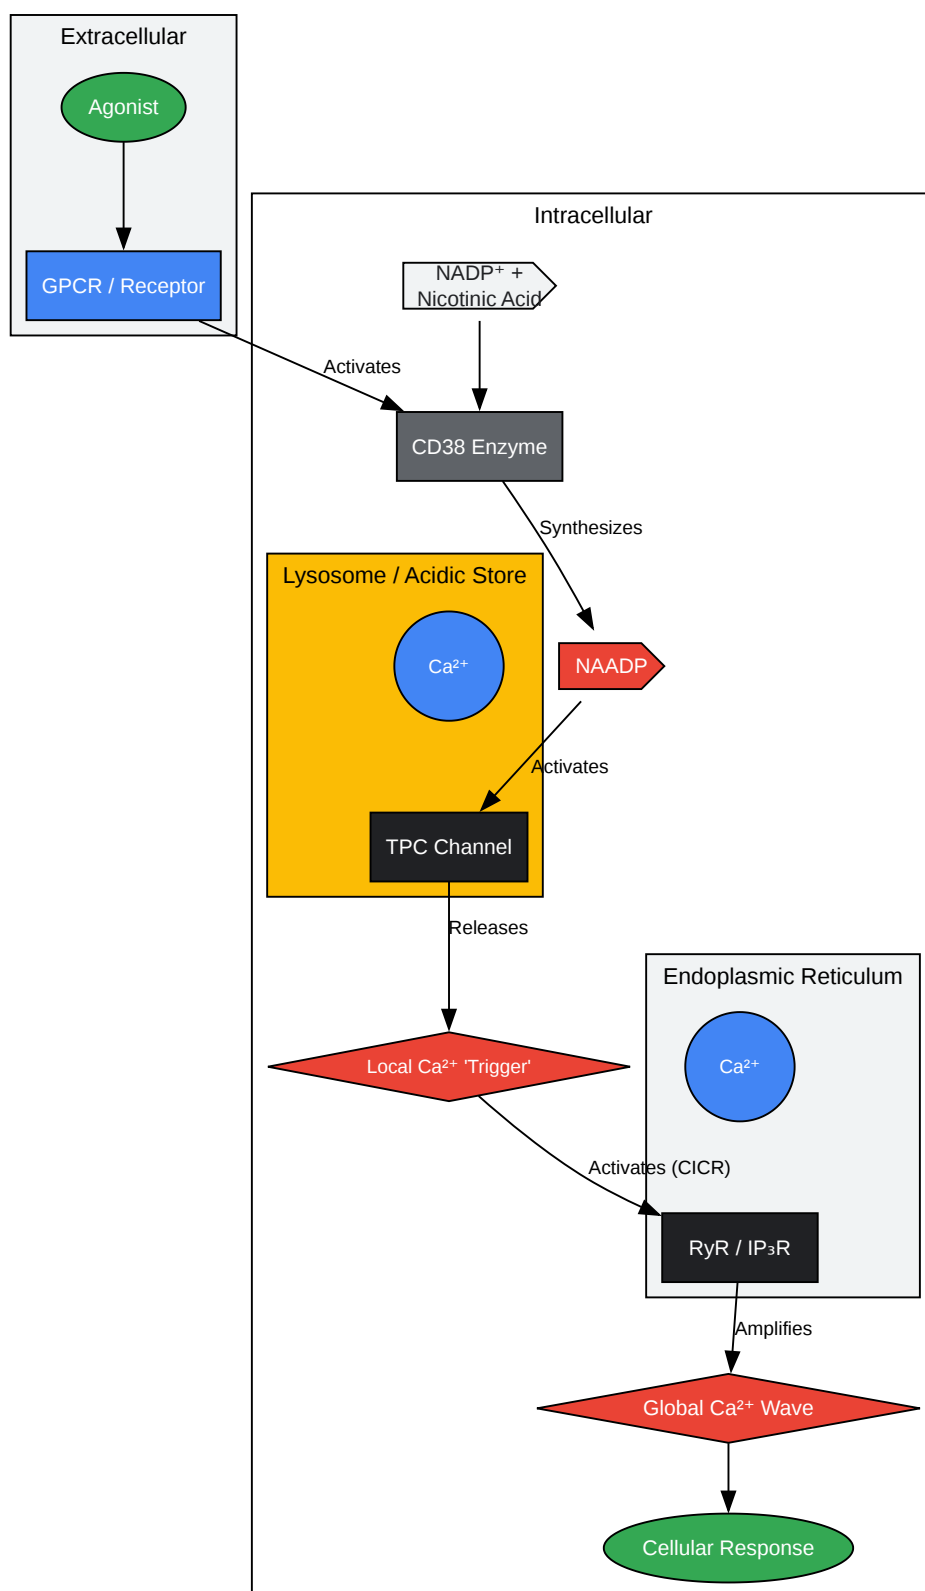 Extracellular
Agonist
GPCR / Receptor
Intracellular
NADP⁺ +
Nicotinic Acid
Activates
CD38 Enzyme
Synthesizes
Lysosome / Acidic Store
Ca²⁺
NAADP
Activates
TPC Channel
Releases
Endoplasmic Reticulum
Local Ca²⁺ 'Trigger'
Ca²⁺
Activates (CICR)
RyR / IP₃R
Amplifies
Global Ca²⁺ Wave
Cellular Response